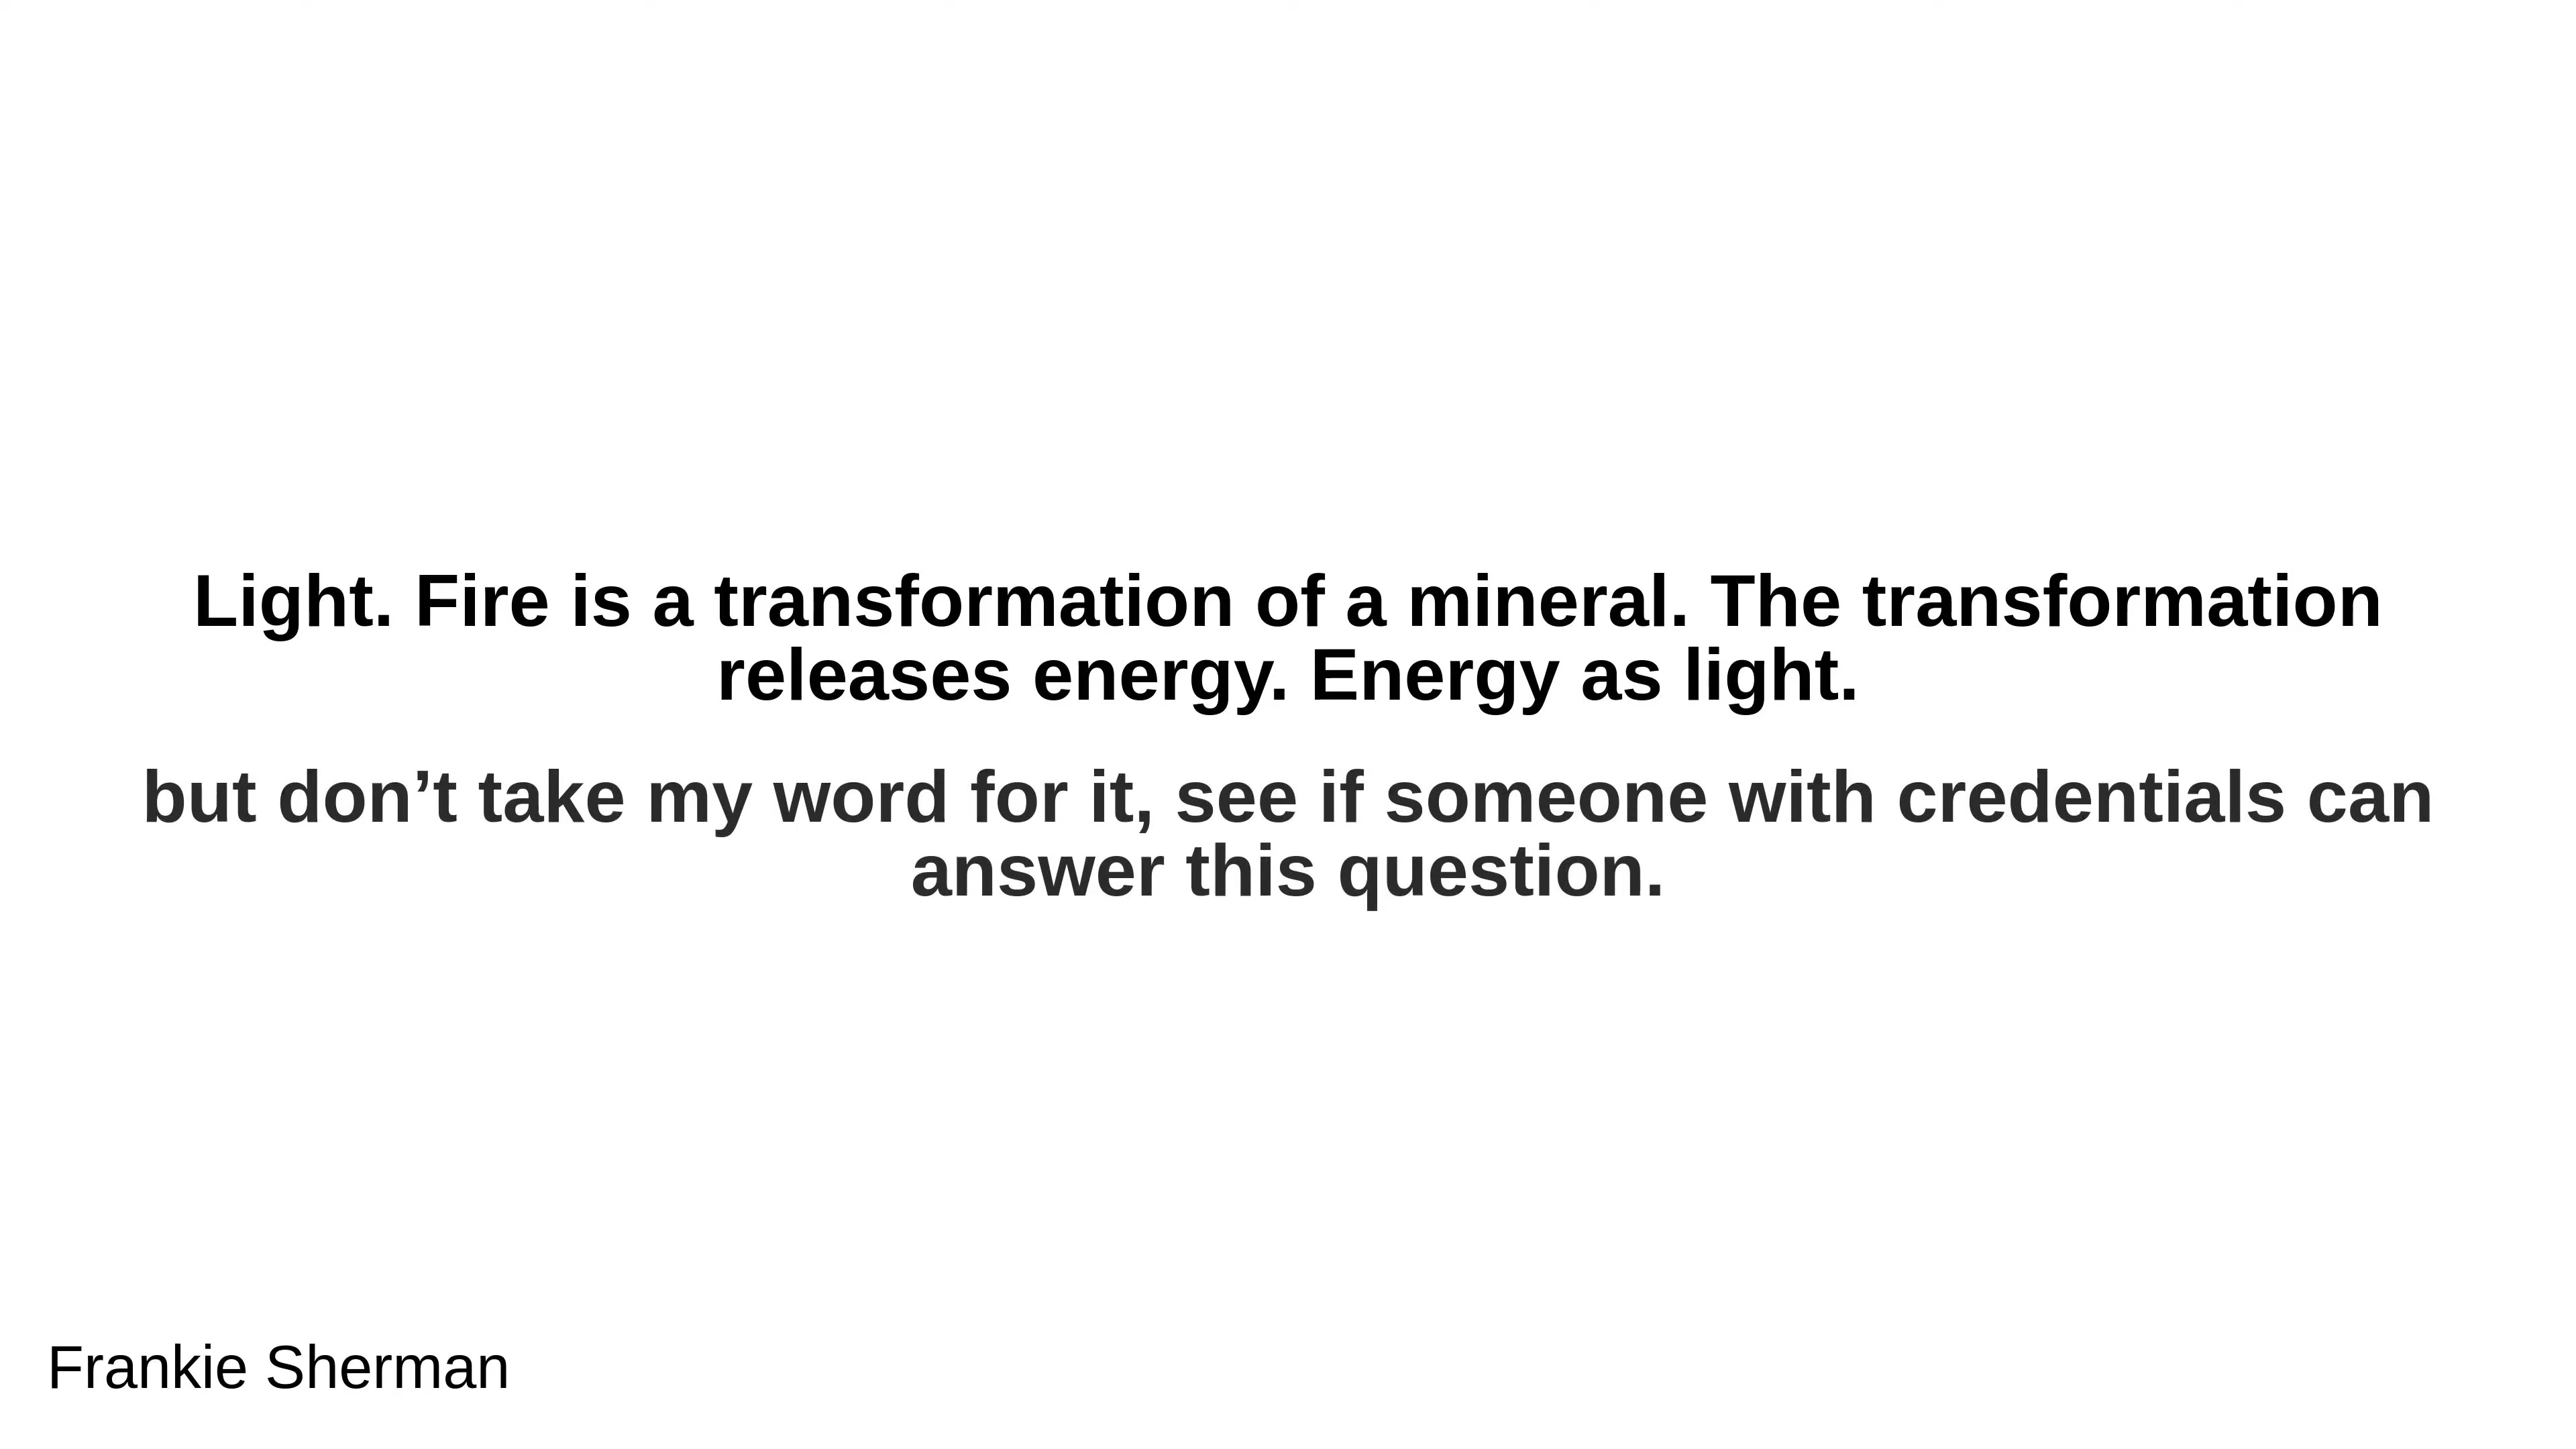 Light. Fire is a transformation of a mineral. The transformation
releases energy. Energy as light.
but don’t take my word for it, see if someone with credentials can
answer this question.
Frankie Sherman